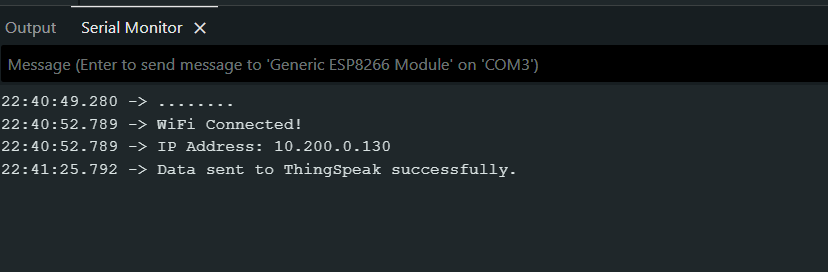 Output Serial Monitor ×
Message (Enter to send message to 'Generic ESP8266 Module' on 'COM3')
22:40:49.280 -> ........
22:40:52.789 -> WiFi Connected!
22:40:52.789 -> IP Address: 10.200.0.130
22:41:25.792 -> Data sent to ThingSpeak successfully.